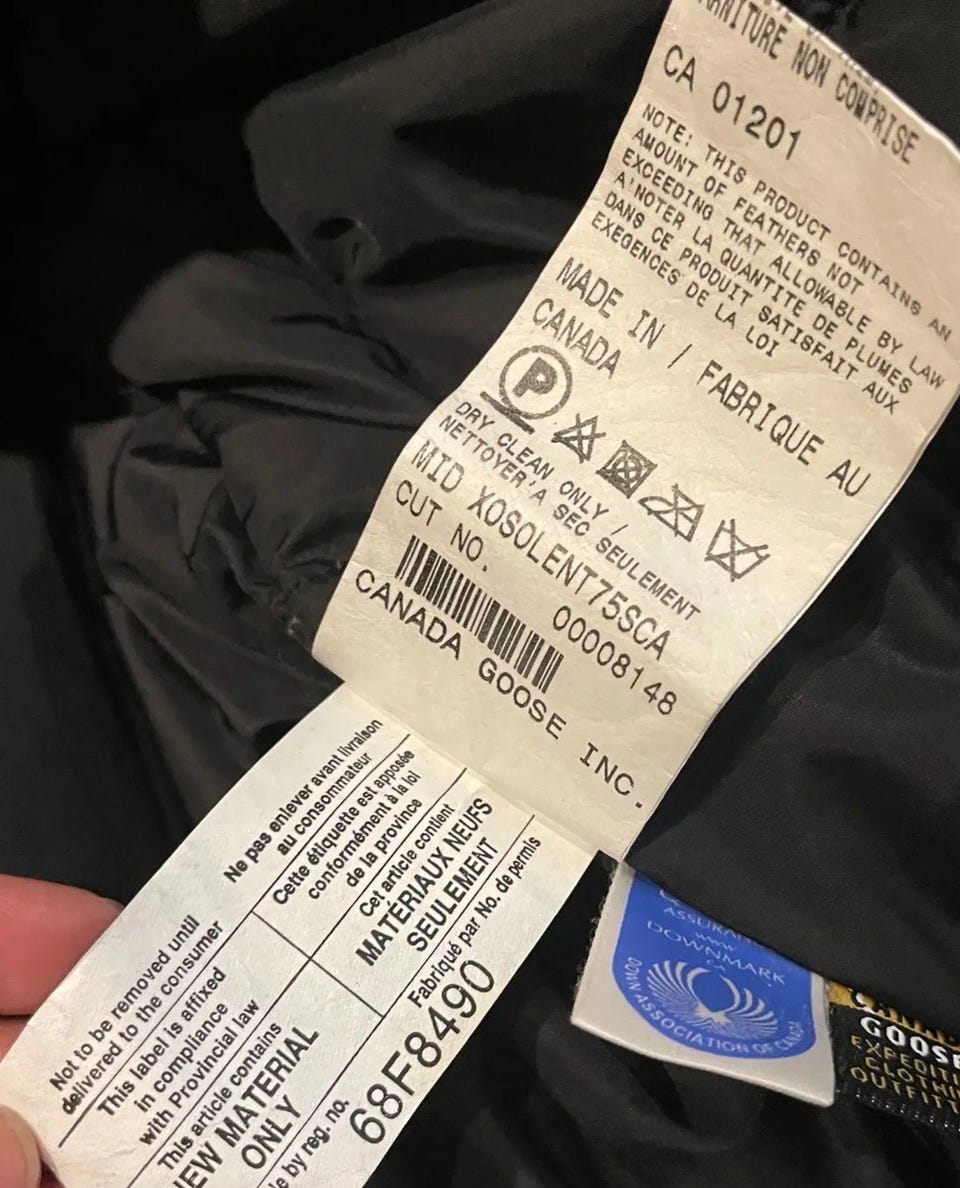 NON COMPRISE
CA 01201
NOTE: THIS PRODUCT CONTAINS AN
AMOUNT OF FEATHERS NOT
EXCEEDING THAT ALLOWABLE BY LAW
A'NOTER LA QUANTITE DE PLUMES
DANS CE PRODUIT SATISFAIT AUX
EXEGENCES DE LA LOI
MADE IN / FABRIQUE AU
CANADA
P
DRY CLEAN ONLY /
NETTOYER'A SEC SEULEMENT
MID XOSOLENT75SCA
CUT NO. 00008148
CANADA GOOSE INC.
Ne pas enlever avant livraison
au consommateur
Cette étiquette est apposée
conformément à la loi
de la province
Cet article contient
MATÉRIAUX NEUFS
SEULEMENT
Fabriqué par No. de permis
Not to be removed until
delivered to the consumer
This label is affixed
in compliance
with Provincial law
This article contains
NEW MATERIAL
ONLY
by reg. no.
68F8490
www.
DOWNMARK
.CA
DOWN ASSOCIATION OF CANADA
GOOSE